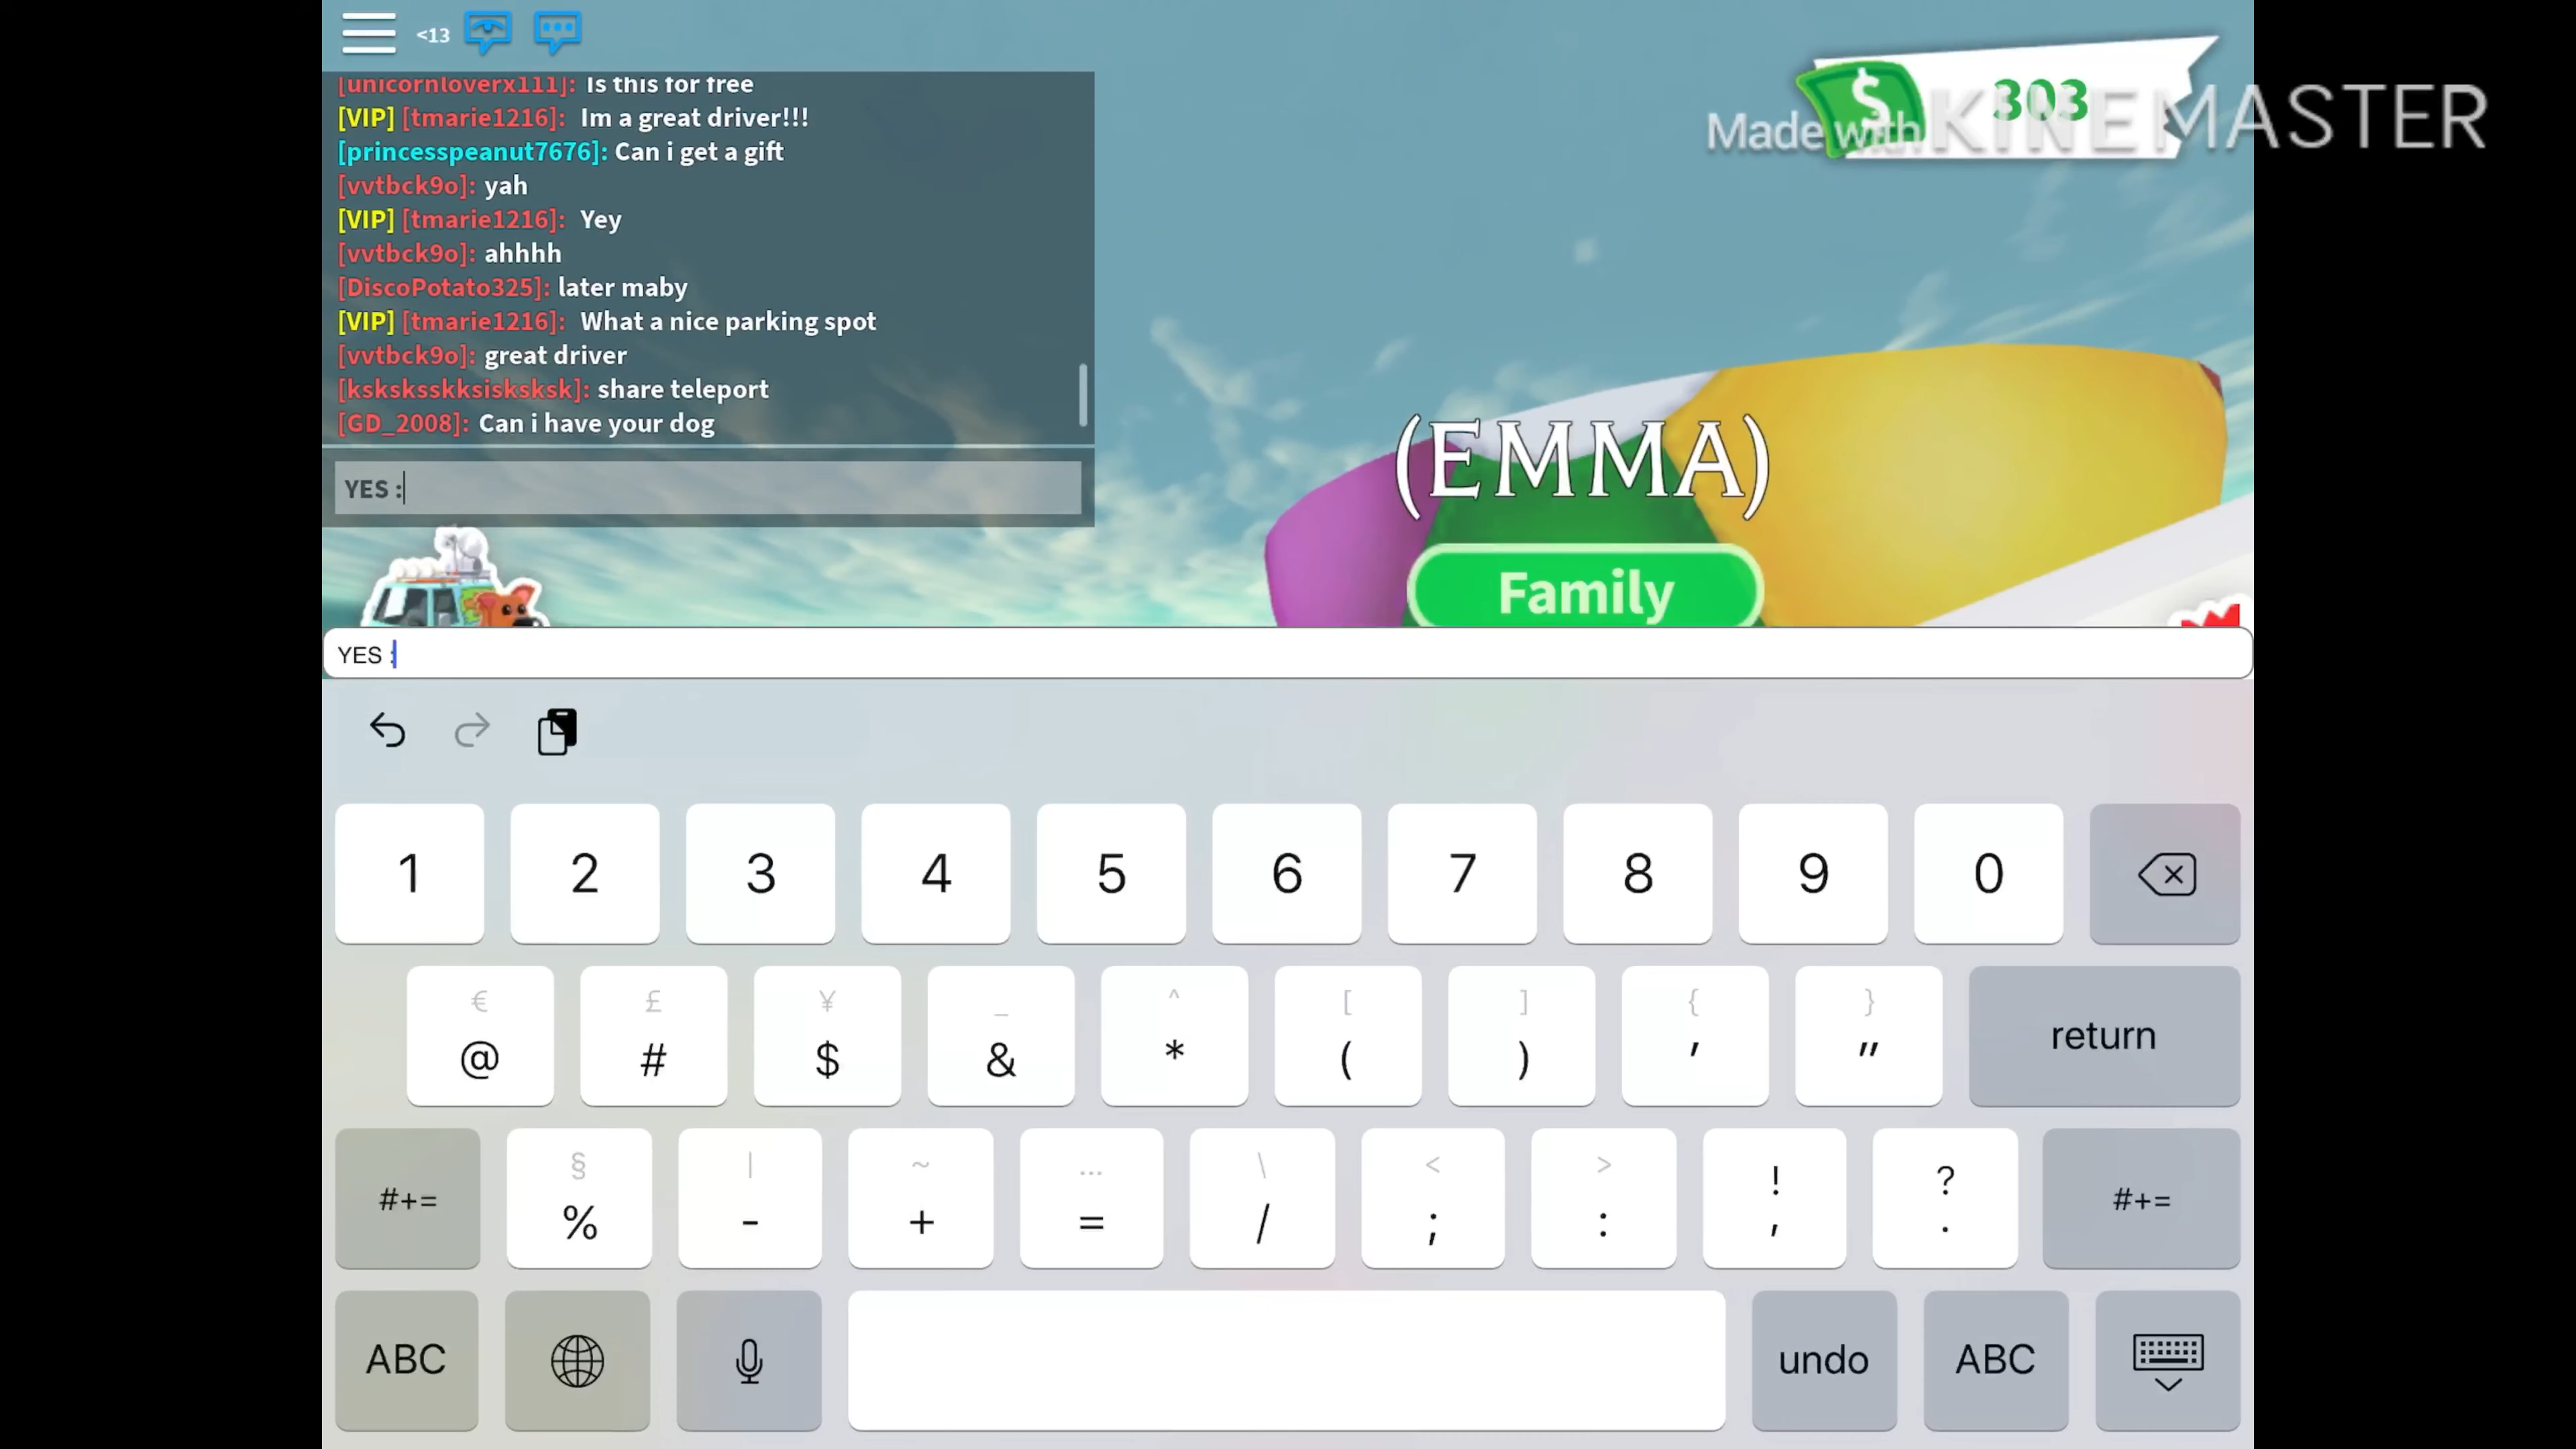 <13
[unicornloverx111]: Is this for free
[VIP] [tmarie1216]: Im a great driver!!!
[princesspeanut7676]: Can i get a gift
[vvtbck9o]: yah
[VIP] [tmarie1216]: Yey
[vvtbck9o]: ahhhh
[DiscoPotato325]: later maby
[VIP] [tmarie1216]: What a nice parking spot
[vvtbck9o]: great driver
[ksksksskksisksksk]: share teleport
[GD_2008]: Can i have your dog
YES :
303
Made with KINEMASTER
(EMMA)
Family
YES :
1 2 3 4 5 6 7 8 9 0
€ £ ¥ _ ^ [ ] { }
@ # $ & * ( ) ' " return
§ | ~ … \ < > ! ?
#+= % - + = / ; : , . #+=
ABC undo ABC